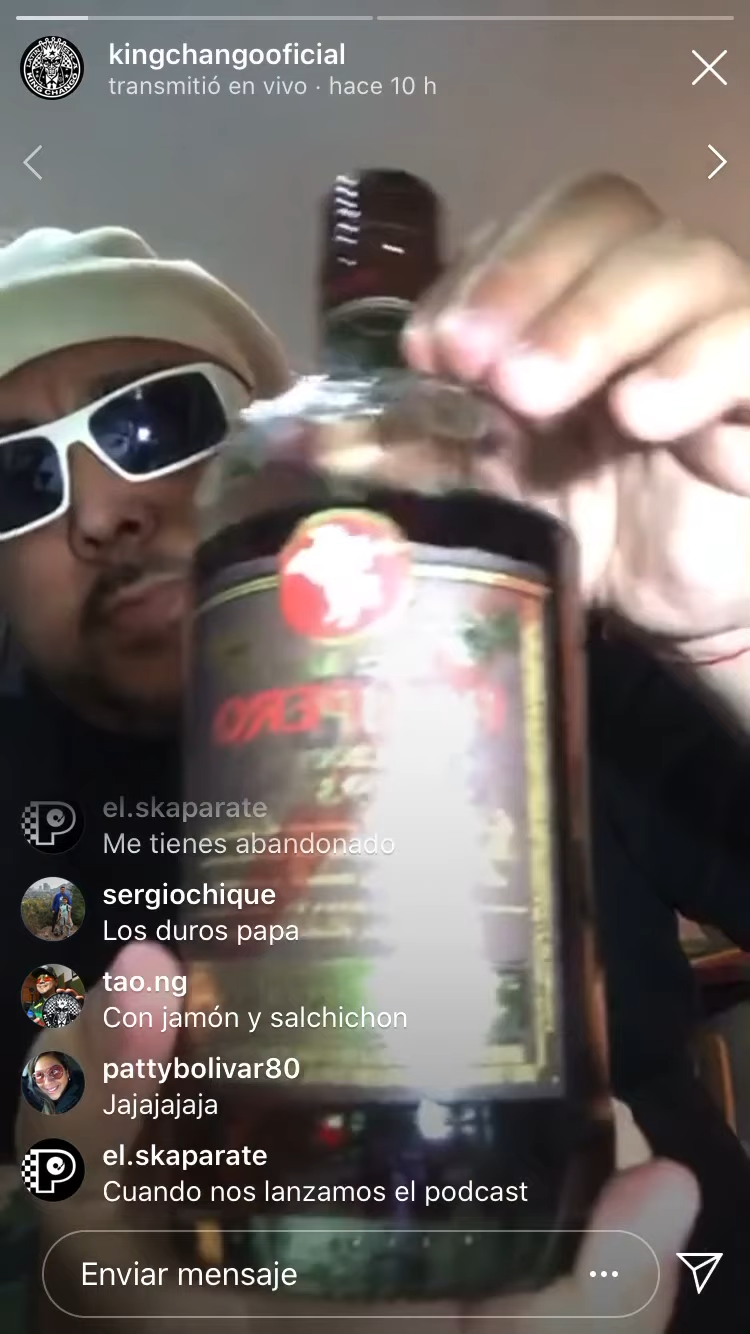 kingchangooficial
transmitió en vivo · hace 10 h
el.skaparate
Me tienes abandonado
sergiochique
Los duros papa
tao.ng
Con jamón y salchichon
pattybolivar80
Jajajajaja
el.skaparate
Cuando nos lanzamos el podcast
Enviar mensaje